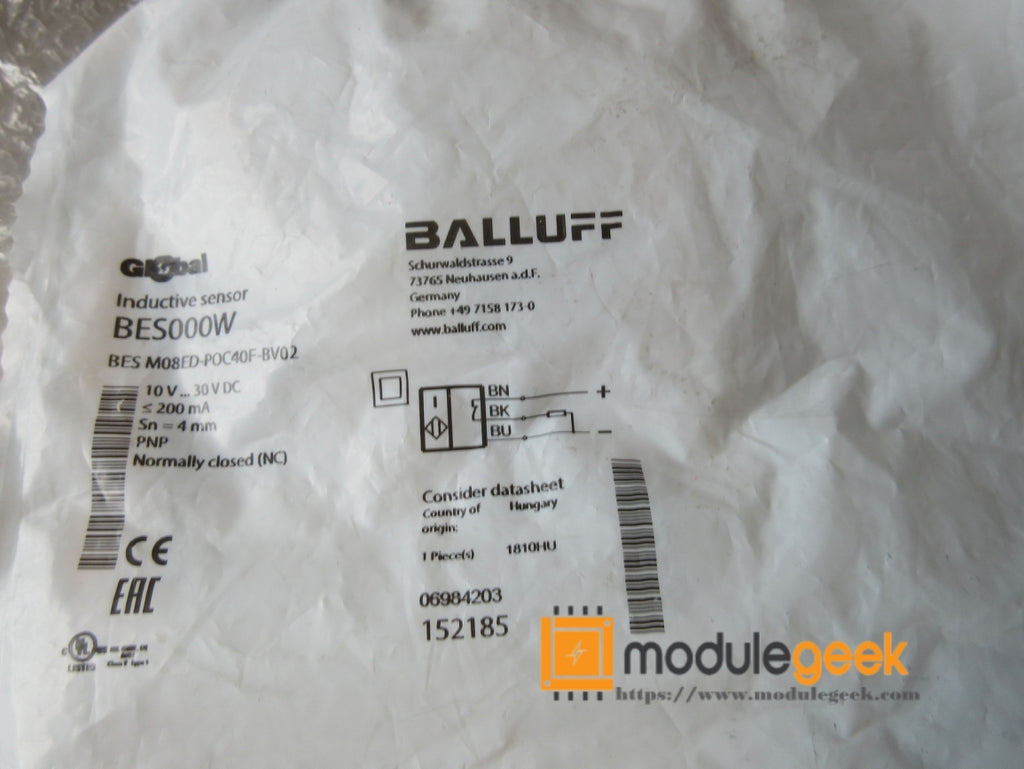 Global
Inductive sensor
BES000W
BES M08ED-POC40F-BV02
10 V ... 30 V DC
≤ 200 mA
Sn = 4 mm
PNP
Normally closed (NC)
CE
EAC
UL
LISTED
BALLUFF
Schurwaldstrasse 9
73765 Neuhausen a.d.F.
Germany
Phone +49 7158 173-0
www.balluff.com
BN +
BK
BU −
Consider datasheet
Country of Hungary
origin:
1 Piece(s) 1810HU
06984203
152185
modulegeek
https://www.modulegeek.com